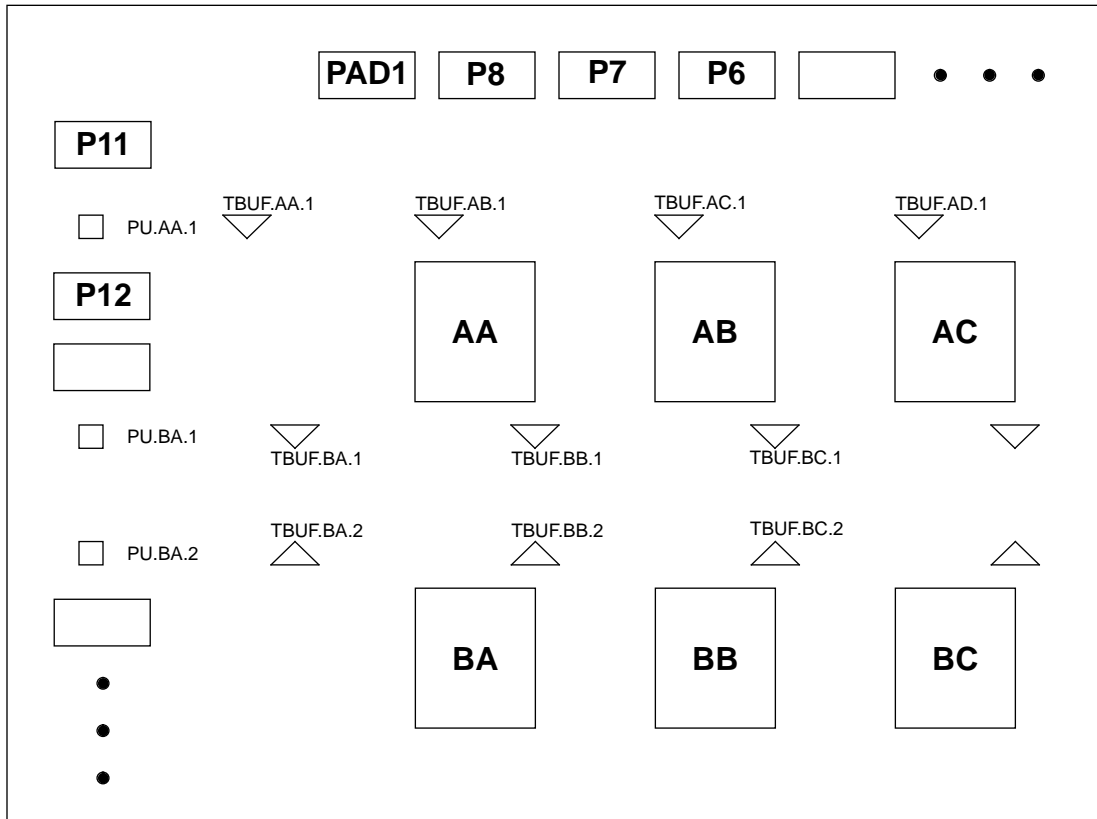 PAD1 P8 P7 P6
P11
TBUF.AA.1 TBUF.AB.1 TBUF.AC.1 TBUF.AD.1
PU.AA.1
P12
AA AB AC
PU.BA.1
TBUF.BA.1 TBUF.BB.1 TBUF.BC.1
TBUF.BA.2 TBUF.BB.2 TBUF.BC.2
PU.BA.2
BA BB BC